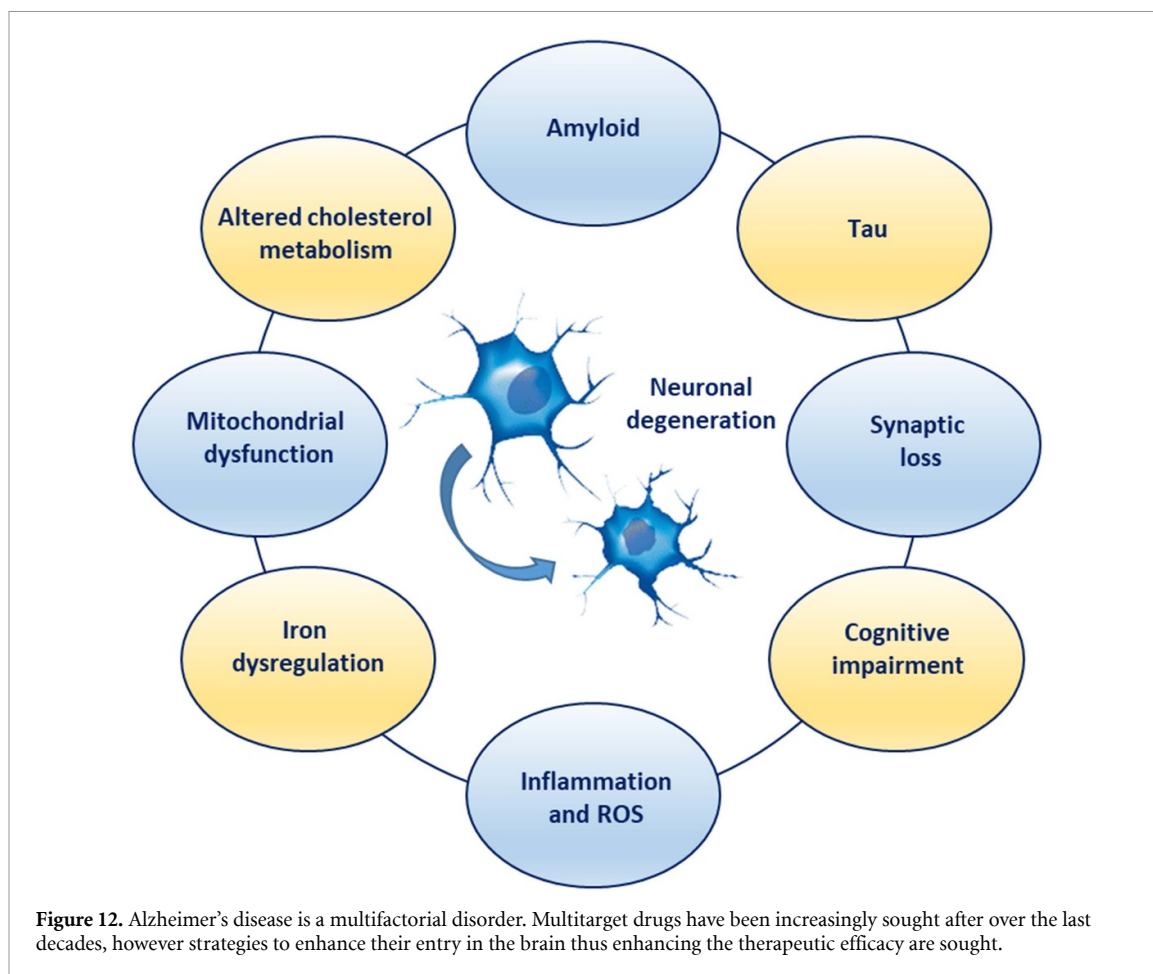 Amyloid
Altered cholesterol
metabolism
Tau
Mitochondrial
dysfunction
Neuronal
degeneration
Synaptic
loss
Iron
dysregulation
Cognitive
impairment
Inflammation
and ROS
Figure 12. Alzheimer's disease is a multifactorial disorder. Multitarget drugs have been increasingly sought after over the last
decades, however strategies to enhance their entry in the brain thus enhancing the therapeutic efficacy are sought.